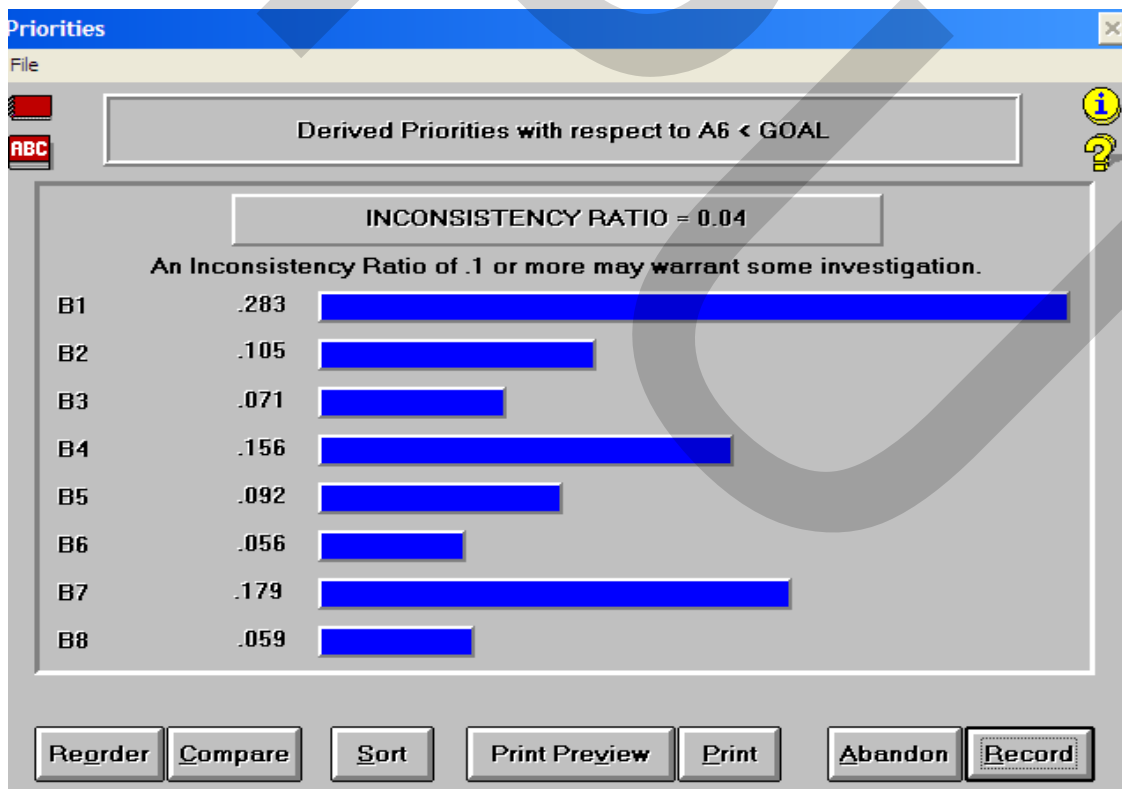 Priorities
File
ABC
Derived Priorities with respect to A6 < GOAL
i
?
INCONSISTENCY RATIO = 0.04
An Inconsistency Ratio of .1 or more may warrant some investigation.
B1 .283
B2 .105
B3 .071
B4 .156
B5 .092
B6 .056
B7 .179
B8 .059
Reorder Compare Sort Print Preview Print Abandon Record